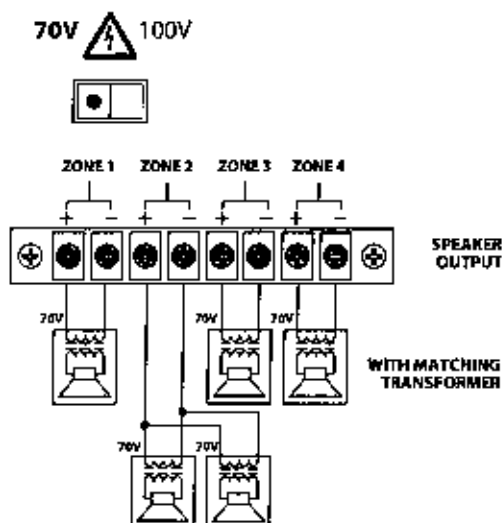 70V 100V
ZONE 1 ZONE 2 ZONE 3 ZONE 4
+ − + − + − + −
SPEAKER
OUTPUT
70V 70V 70V
WITH MATCHING
TRANSFORMER
70V 70V